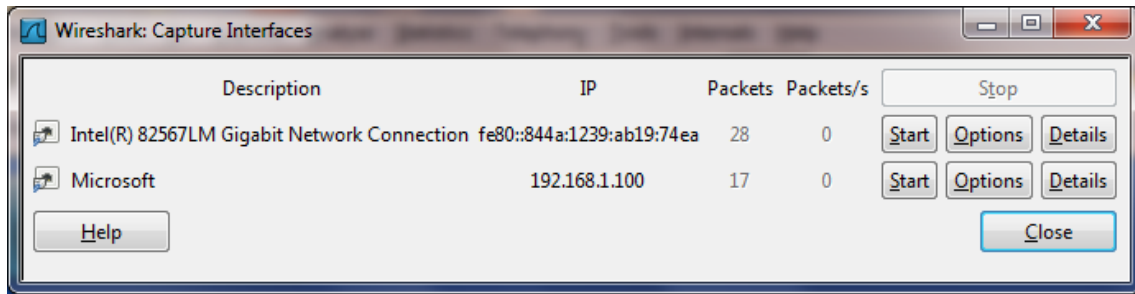 Wireshark: Capture Interfaces
Description IP Packets Packets/s Stop
Intel(R) 82567LM Gigabit Network Connection fe80::844a:1239:ab19:74ea 28 0 Start Options Details
Microsoft 192.168.1.100 17 0 Start Options Details
Help Close